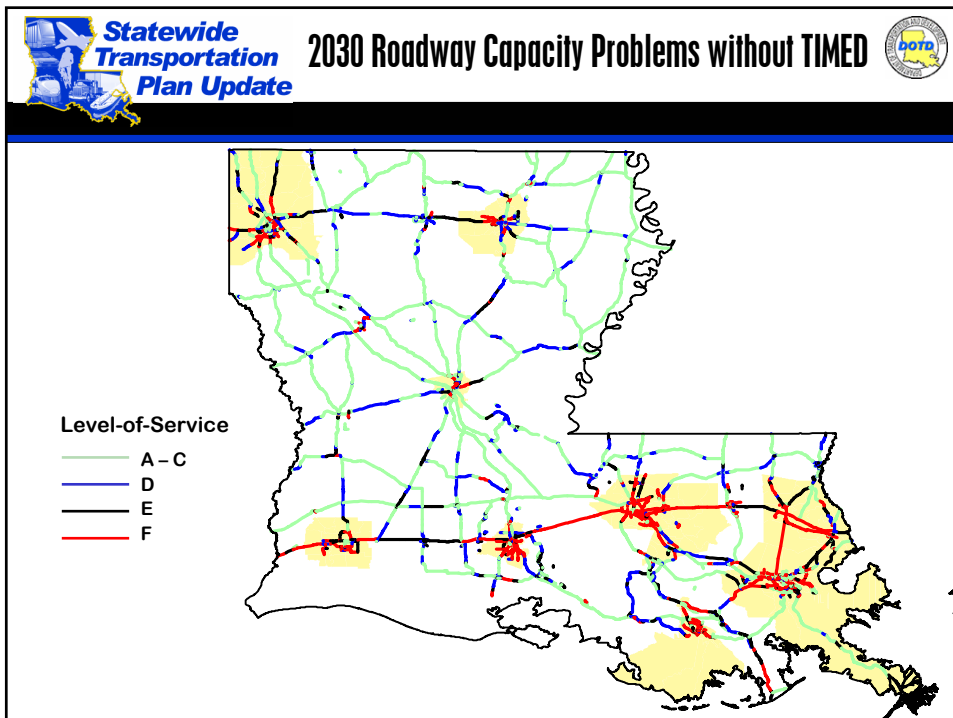 Statewide
Transportation
Plan Update
2030 Roadway Capacity Problems without TIMED
DOTD
Level-of-Service
A – C
D
E
F